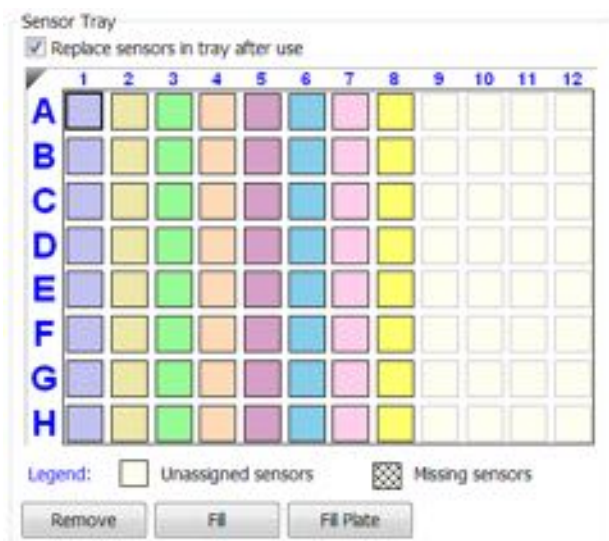 Sensor Tray
Replace sensors in tray after use
1 2 3 4 5 6 7 8 9 10 11 12
A
B
C
D
E
F
G
H
Legend: Unassigned sensors Missing sensors
Remove Fill Fill Plate